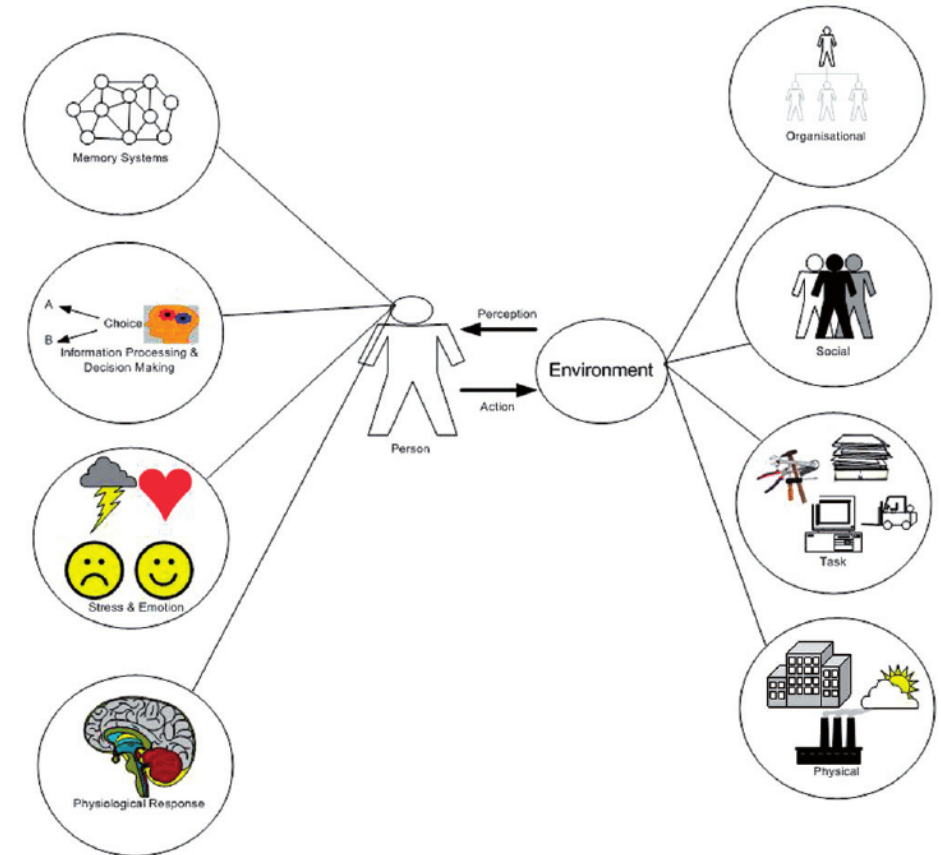 Memory Systems
A
Choice
B
Information Processing &
Decision Making
Stress & Emotion
Physiological Response
Perception
Action
Person
Environment
Organisational
Social
Task
Physical